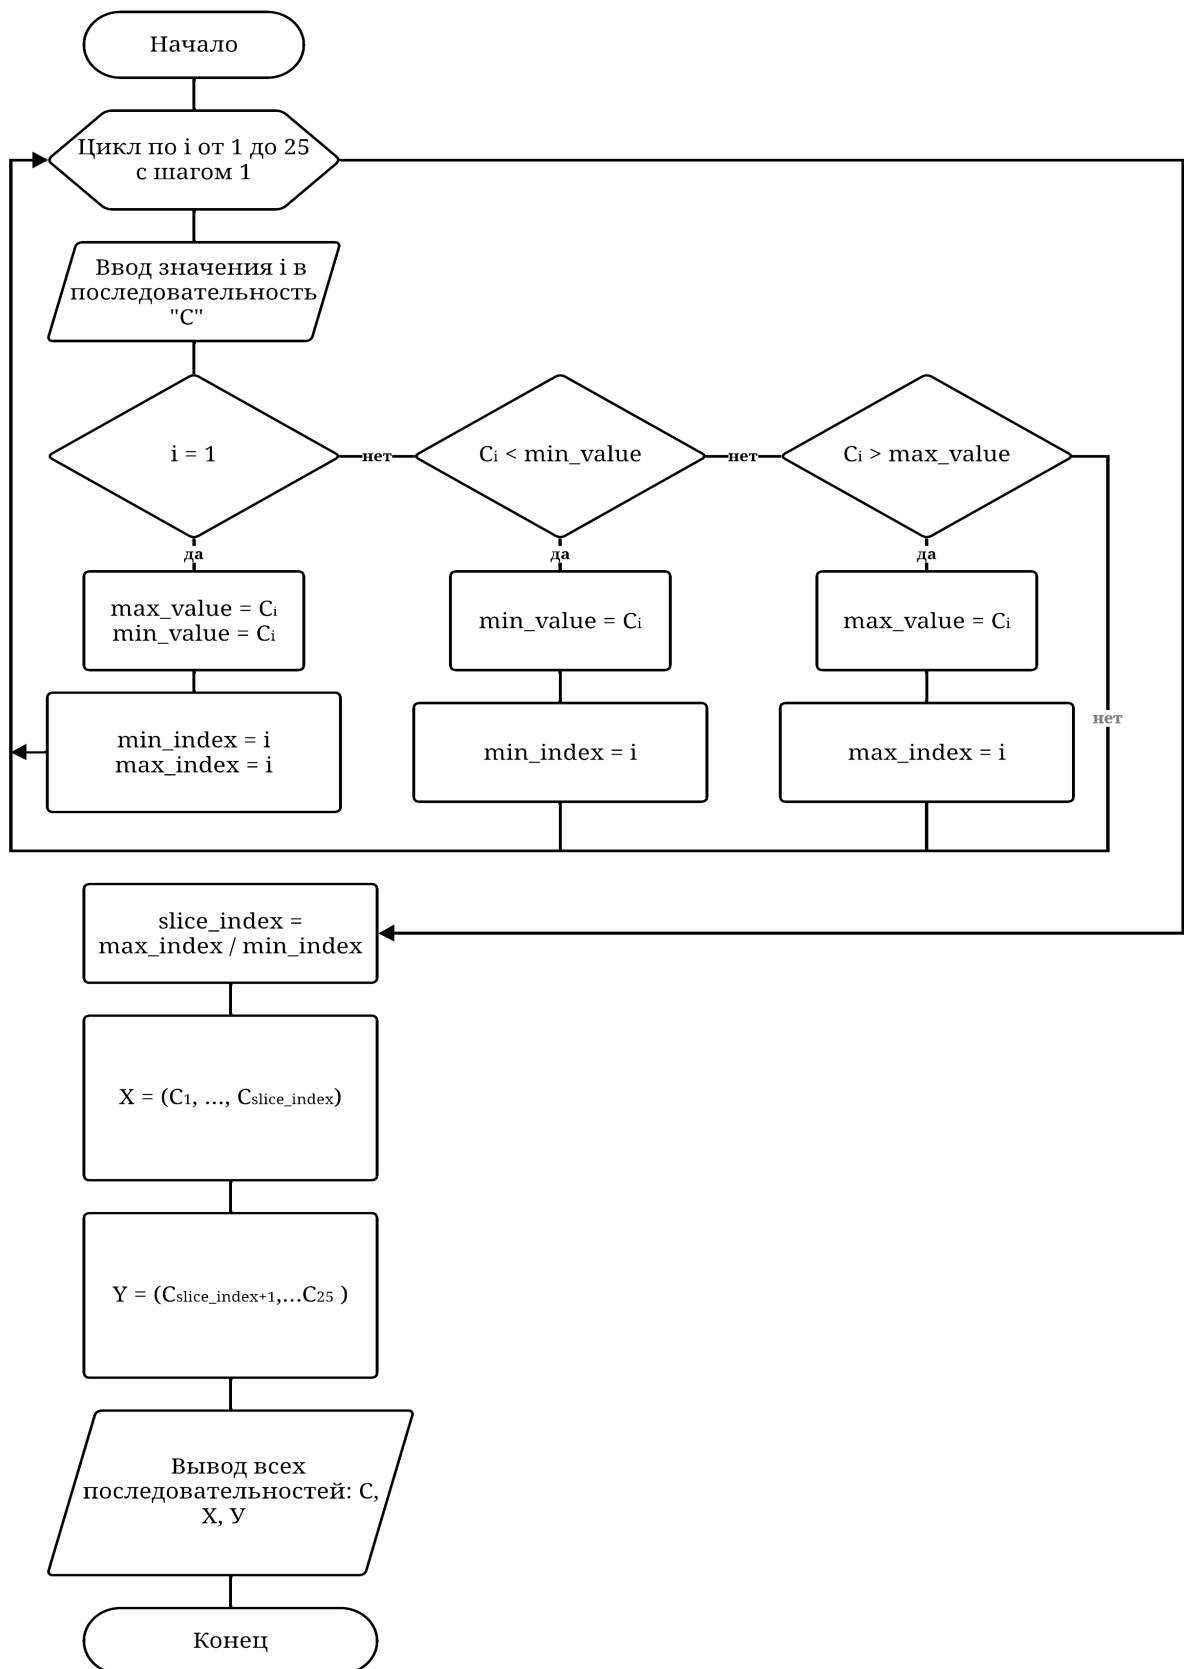 Начало
Цикл по i от 1 до 25
с шагом 1
Ввод значения i в
последовательность
"С"
i = 1
нет
Ci < min_value
нет
Ci > max_value
да
да
да
max_value = Ci
min_value = Ci
min_value = Ci
max_value = Ci
нет
min_index = i
max_index = i
min_index = i
max_index = i
slice_index =
max_index / min_index
X = (C1, ..., Cslice_index)
Y = (Cslice_index+1,...C25 )
Вывод всех
последовательностей: С,
Х, У
Конец